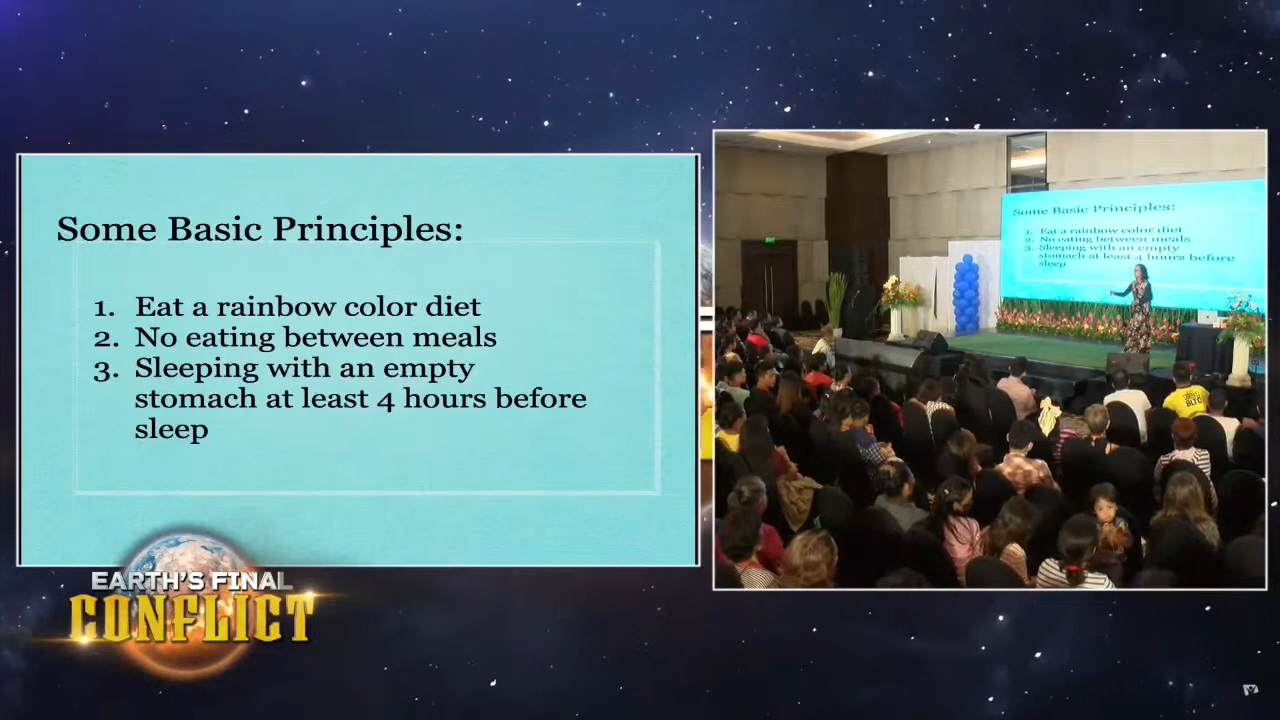 Some Basic Principles:
1. Eat a rainbow color diet
2. No eating between meals
3. Sleeping with an empty
stomach at least 4 hours before
sleep
EARTH'S FINAL
CONFLICT
Some Basic Principles:
1. Eat a rainbow color diet
2. No eating between meals
3. Sleeping with an empty
stomach at least 4 hours before
sleep